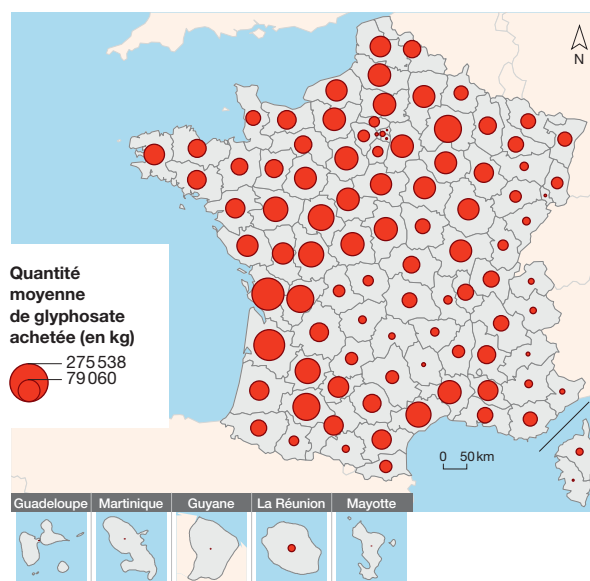 N
Quantité
moyenne
de glyphosate
achetée (en kg)
275 538
79 060
0 50 km
Guadeloupe
Martinique
Guyane
La Réunion
Mayotte